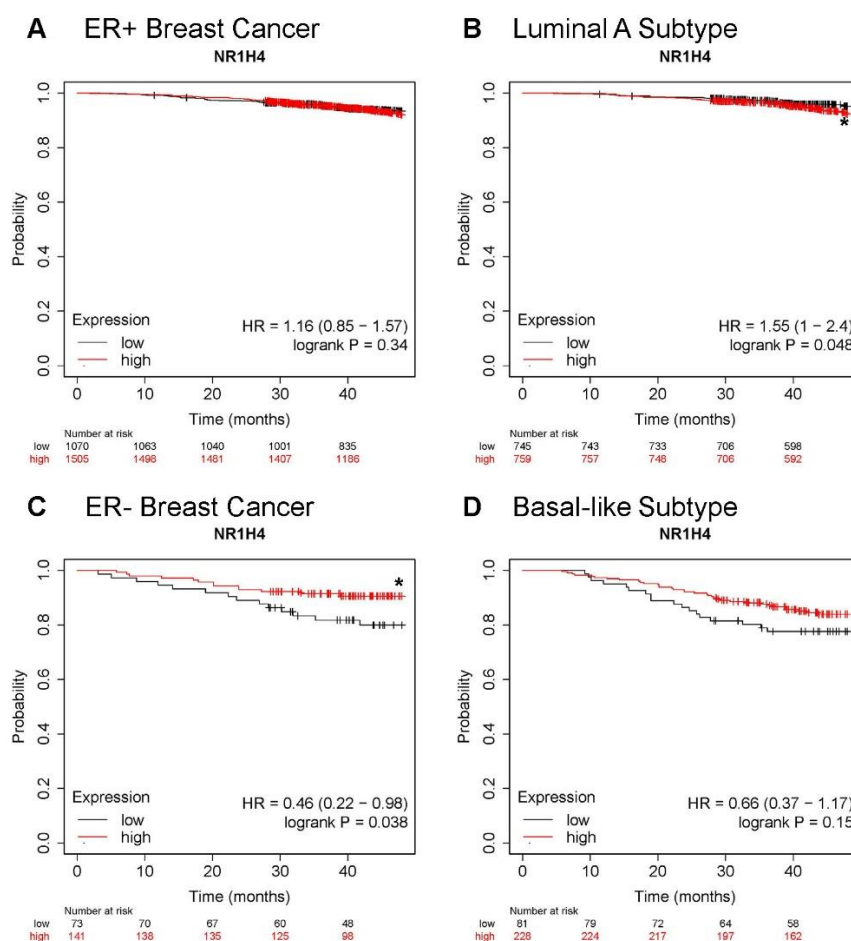 A ER+ Breast Cancer
NR1H4
1.0
0.8
0.6
0.4
0.2
0.0
Probability
Expression
low
high
HR = 1.16 (0.85 − 1.57)
logrank P = 0.34
0 10 20 30 40
Time (months)
Number at risk
low 1070 1063 1040 1001 835
high 1505 1498 1481 1407 1186
B Luminal A Subtype
NR1H4
1.0
0.8
0.6
0.4
0.2
0.0
Probability
*
Expression
low
high
HR = 1.55 (1 − 2.4)
logrank P = 0.048
0 10 20 30 40
Time (months)
Number at risk
low 745 743 733 706 598
high 759 757 748 706 592
C ER- Breast Cancer
NR1H4
1.0
0.8
0.6
0.4
0.2
0.0
Probability
*
Expression
low
high
HR = 0.46 (0.22 − 0.98)
logrank P = 0.038
0 10 20 30 40
Time (months)
Number at risk
low 73 70 67 60 48
high 141 138 135 125 98
D Basal-like Subtype
NR1H4
1.0
0.8
0.6
0.4
0.2
0.0
Probability
Expression
low
high
HR = 0.66 (0.37 − 1.17)
logrank P = 0.15
0 10 20 30 40
Time (months)
Number at risk
low 81 79 72 64 58
high 228 224 217 197 162